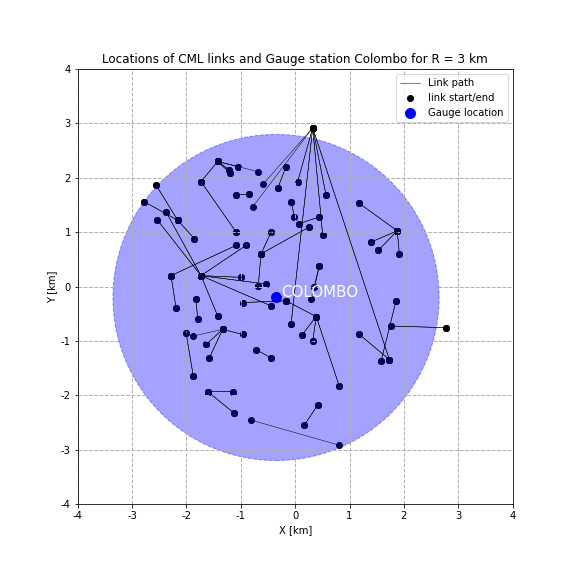 Locations of CML links and Gauge station Colombo for R = 3 km
Link path
link start/end
Gauge location
COLOMBO
4
3
2
1
0
-1
-2
-3
-4
Y [km]
-4 -3 -2 -1 0 1 2 3 4
X [km]